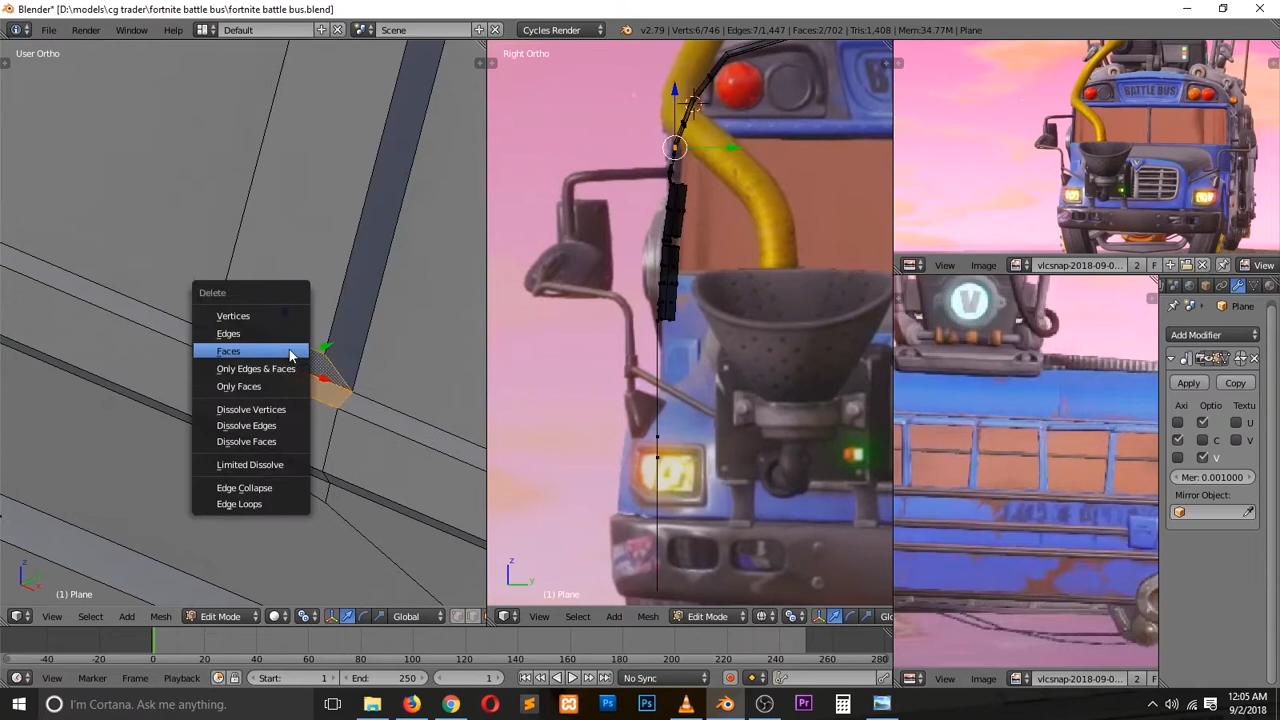 Blender* [D:\models\cg trader\fortnite battle bus\fortnite battle bus.blend]
File Render Window Help Default Scene Cycles Render v2.79 | Verts:6/746 | Edges:7/1,447 | Faces:2/702 | Tris:1,408 | Mem:34.77M | Plane
User Ortho
Right Ortho
BATTLE BUS
Delete
Vertices
Edges
Faces
Only Edges & Faces
Only Faces
Dissolve Vertices
Dissolve Edges
Dissolve Faces
Limited Dissolve
Edge Collapse
Edge Loops
(1) Plane
(1) Plane
View Image vlcsnap-2018-09-0... 2 F View
V
Plane
Add Modifier
Apply Copy
Axi Optio Textu
U
C V
V
Mer: 0.001000
Mirror Object:
View Select Add Mesh Edit Mode Global
View Select Add Mesh Edit Mode Glo
-40 -20 0 20 40 60 80 100 120 140 160 180 200 220 240 260 280
View Marker Frame Playback Start: 1 End: 250 1 No Sync
View Image vlcsnap-2018-09-0... 2 F
I'm Cortana. Ask me anything.
12:05 AM
9/2/2018